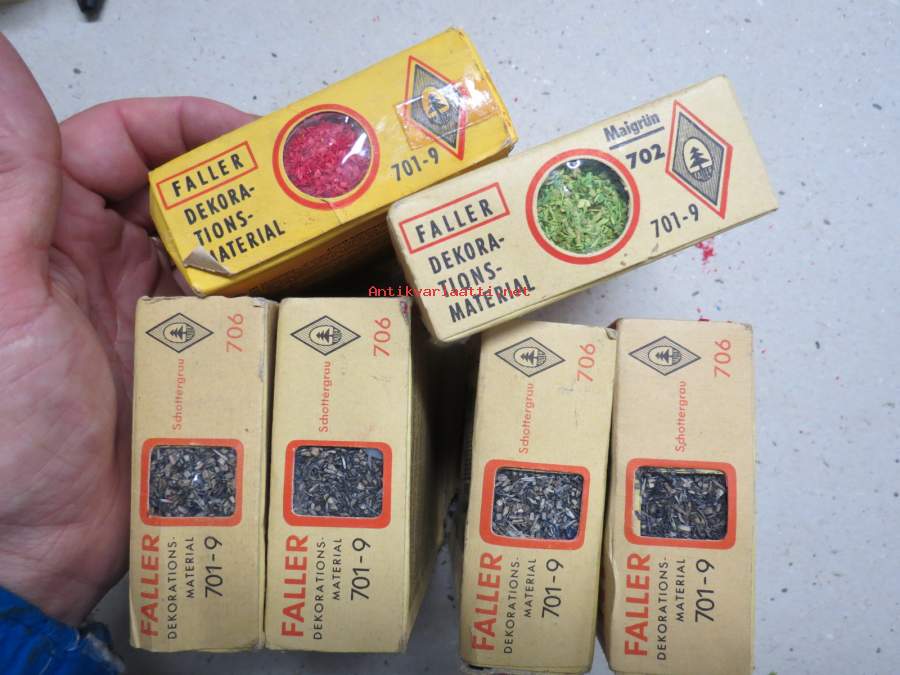 FALLER
DEKORA-
TIONS-
MATERIAL
701-9
FALLER
DEKORA-
TIONS-
MATERIAL
Maigrün
702
701-9
FALLER
Antikvariaatti.net
706
Schottergrau
FALLER
DEKORATIONS-
MATERIAL
701-9
706
Schottergrau
FALLER
DEKORATIONS-
MATERIAL
701-9
706
Schottergrau
FALLER
DEKORATIONS-
MATERIAL
701-9
706
Schottergrau
FALLER
DEKORATIONS-
MATERIAL
701-9